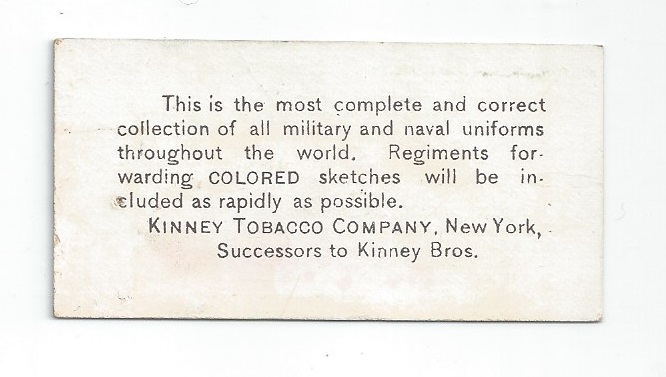 This is the most complete and correct
collection of all military and naval uniforms
throughout the world. Regiments for-
warding COLORED sketches will be in-
cluded as rapidly as possible.
KINNEY TOBACCO COMPANY, New York,
Successors to Kinney Bros.